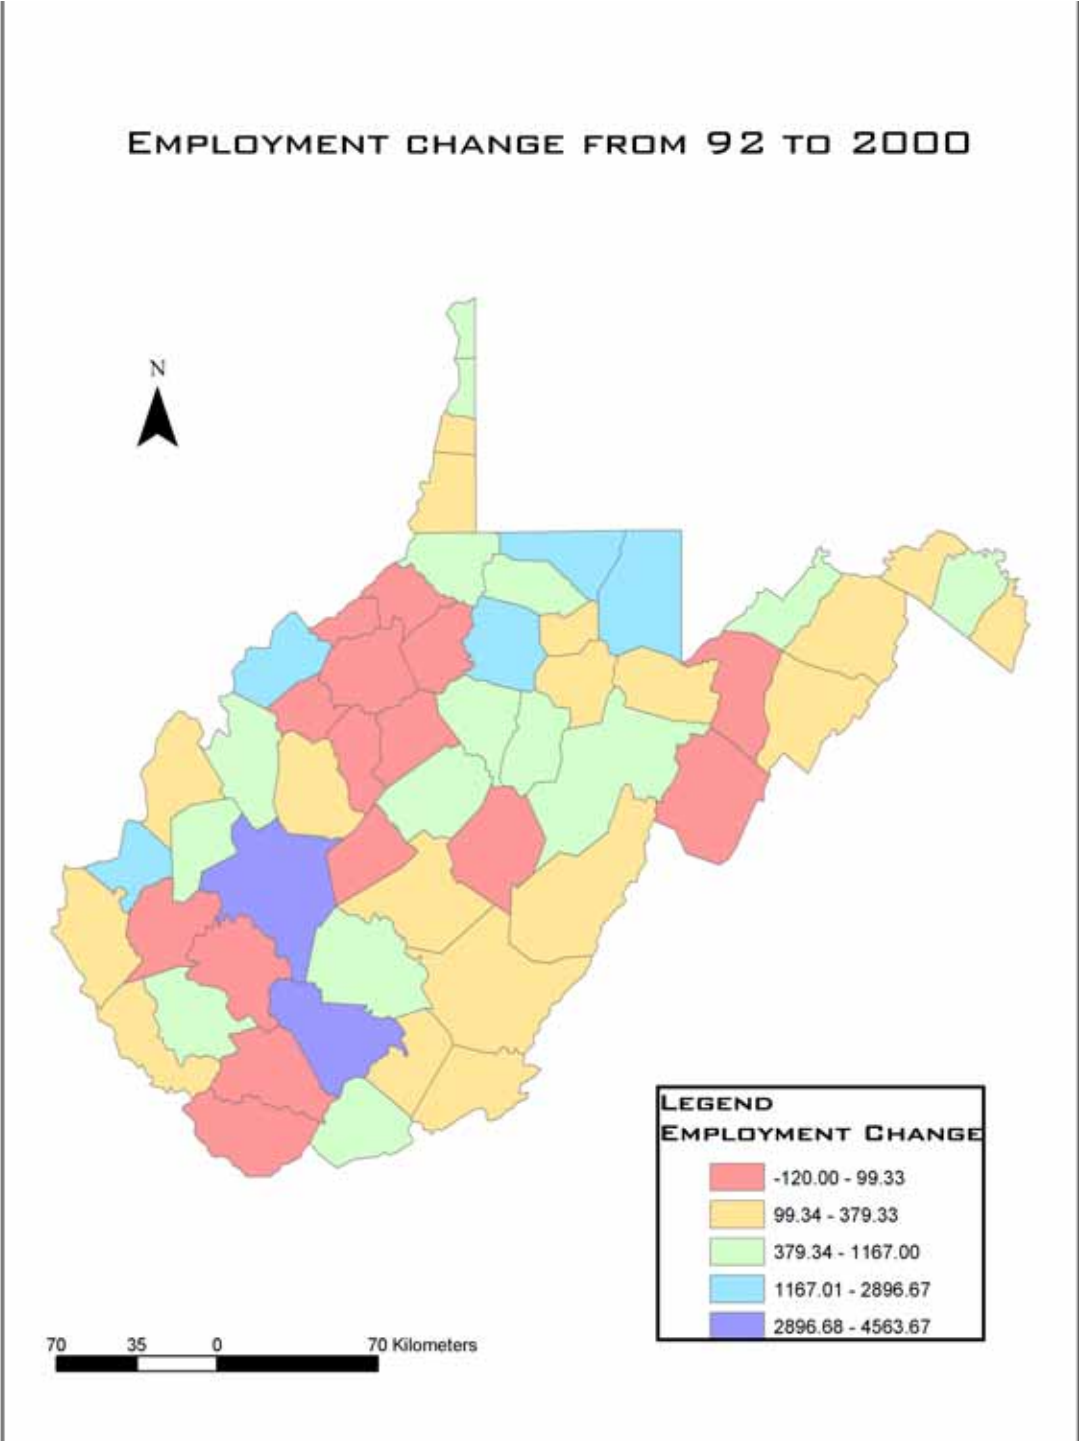 EMPLOYMENT CHANGE FROM 92 TO 2000
N
LEGEND
EMPLOYMENT CHANGE
-120.00 - 99.33
99.34 - 379.33
379.34 - 1167.00
1167.01 - 2896.67
2896.68 - 4563.67
70 35 0 70 Kilometers